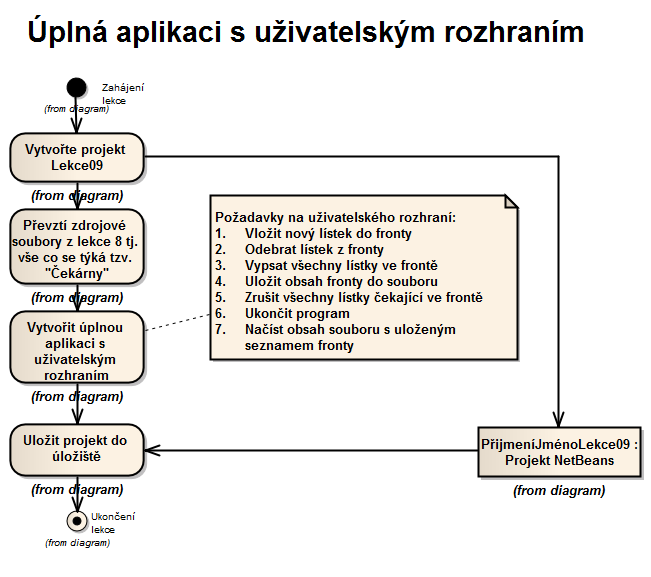 Úplná aplikaci s uživatelským rozhraním
Zahájení
lekce
(from diagram)
Vytvořte projekt
Lekce09
(from diagram)
Převztí zdrojové
soubory z lekce 8 tj.
vše co se týká tzv.
"Čekárny"
(from diagram)
Požadavky na uživatelského rozhraní:
1. Vložit nový lístek do fronty
2. Odebrat lístek z fronty
3. Vypsat všechny lístky ve frontě
4. Uložit obsah fronty do souboru
5. Zrušit všechny lístky čekající ve frontě
6. Ukončit program
7. Načíst obsah souboru s uloženým
seznamem fronty
Vytvořit úplnou
aplikaci s
uživatelským
rozhraním
(from diagram)
Uložit projekt do
úložiště
(from diagram)
PřijmeníJménoLekce09 :
Projekt NetBeans
(from diagram)
Ukončení
lekce
(from diagram)